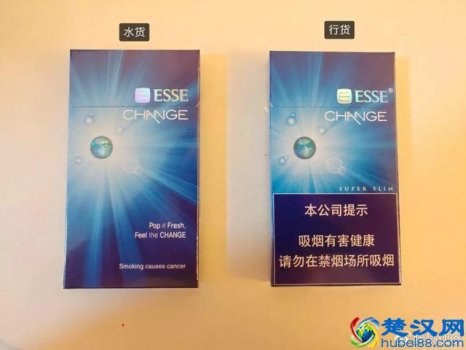 水货
行货
ESSE
CHANGE
Pop it Fresh,
Feel the CHANGE
Smoking causes cancer
ESSE®
CHANGE
SUPER SLIM
本公司提示
吸烟有害健康
请勿在禁烟场所吸烟
楚汉网
hubei88.com